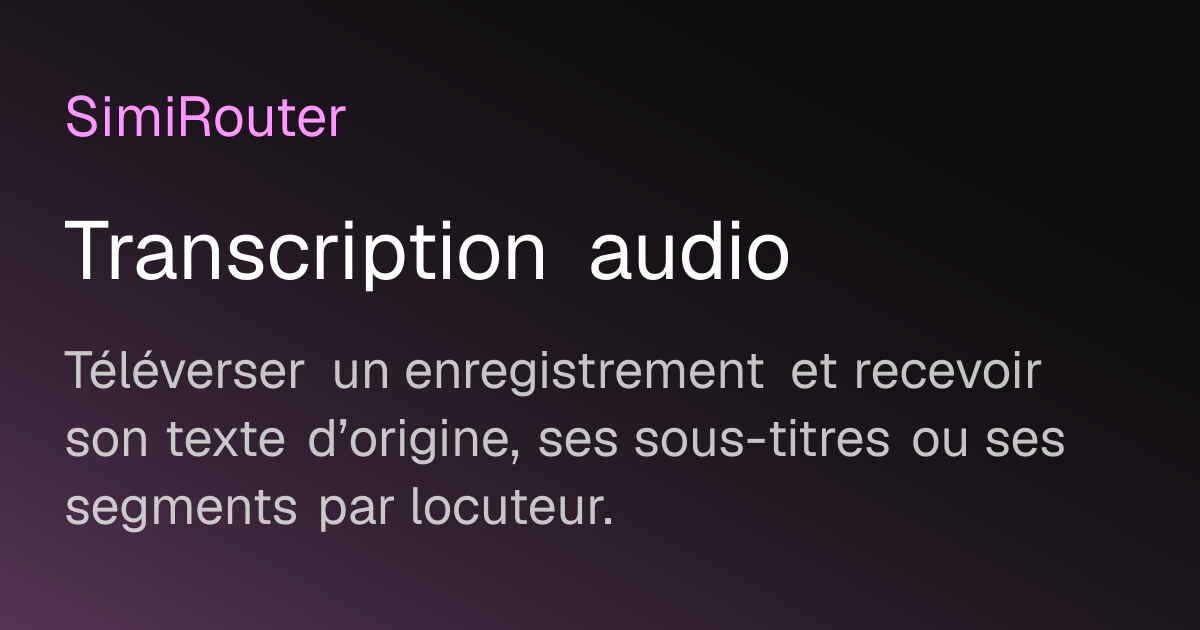 SimiRouter
Transcription audio
Téléverser un enregistrement et recevoir
son texte d’origine, ses sous-titres ou ses
segments par locuteur.